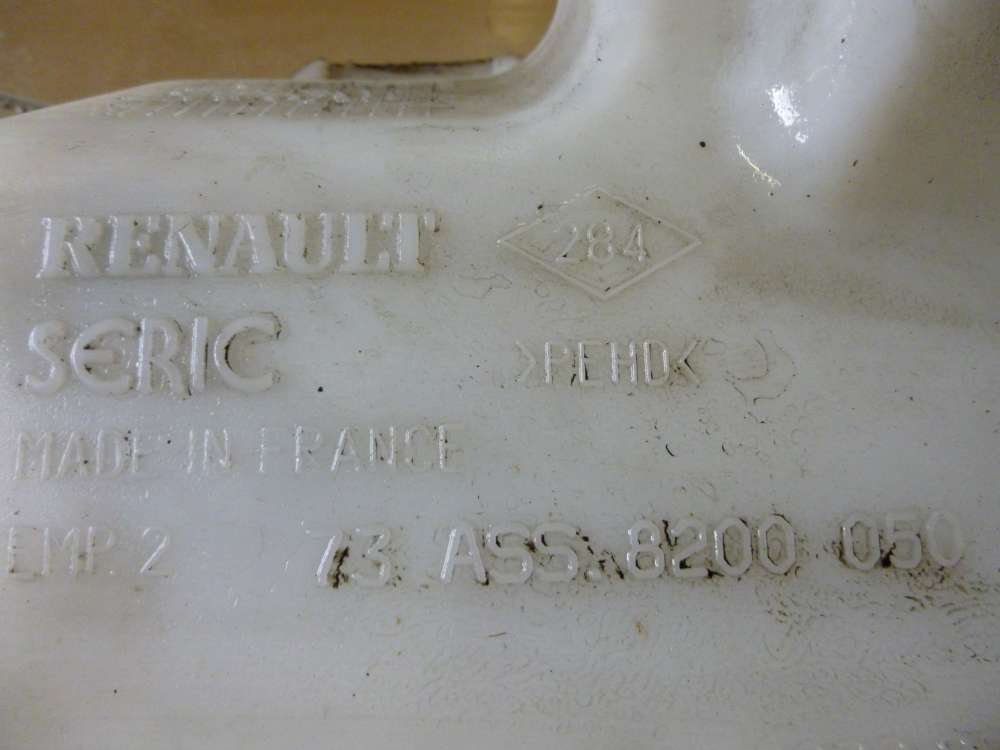 RENAULT
284
SERIC
>PEHD<
MADE IN FRANCE
EMP. 2 73 ASS. 8200 050